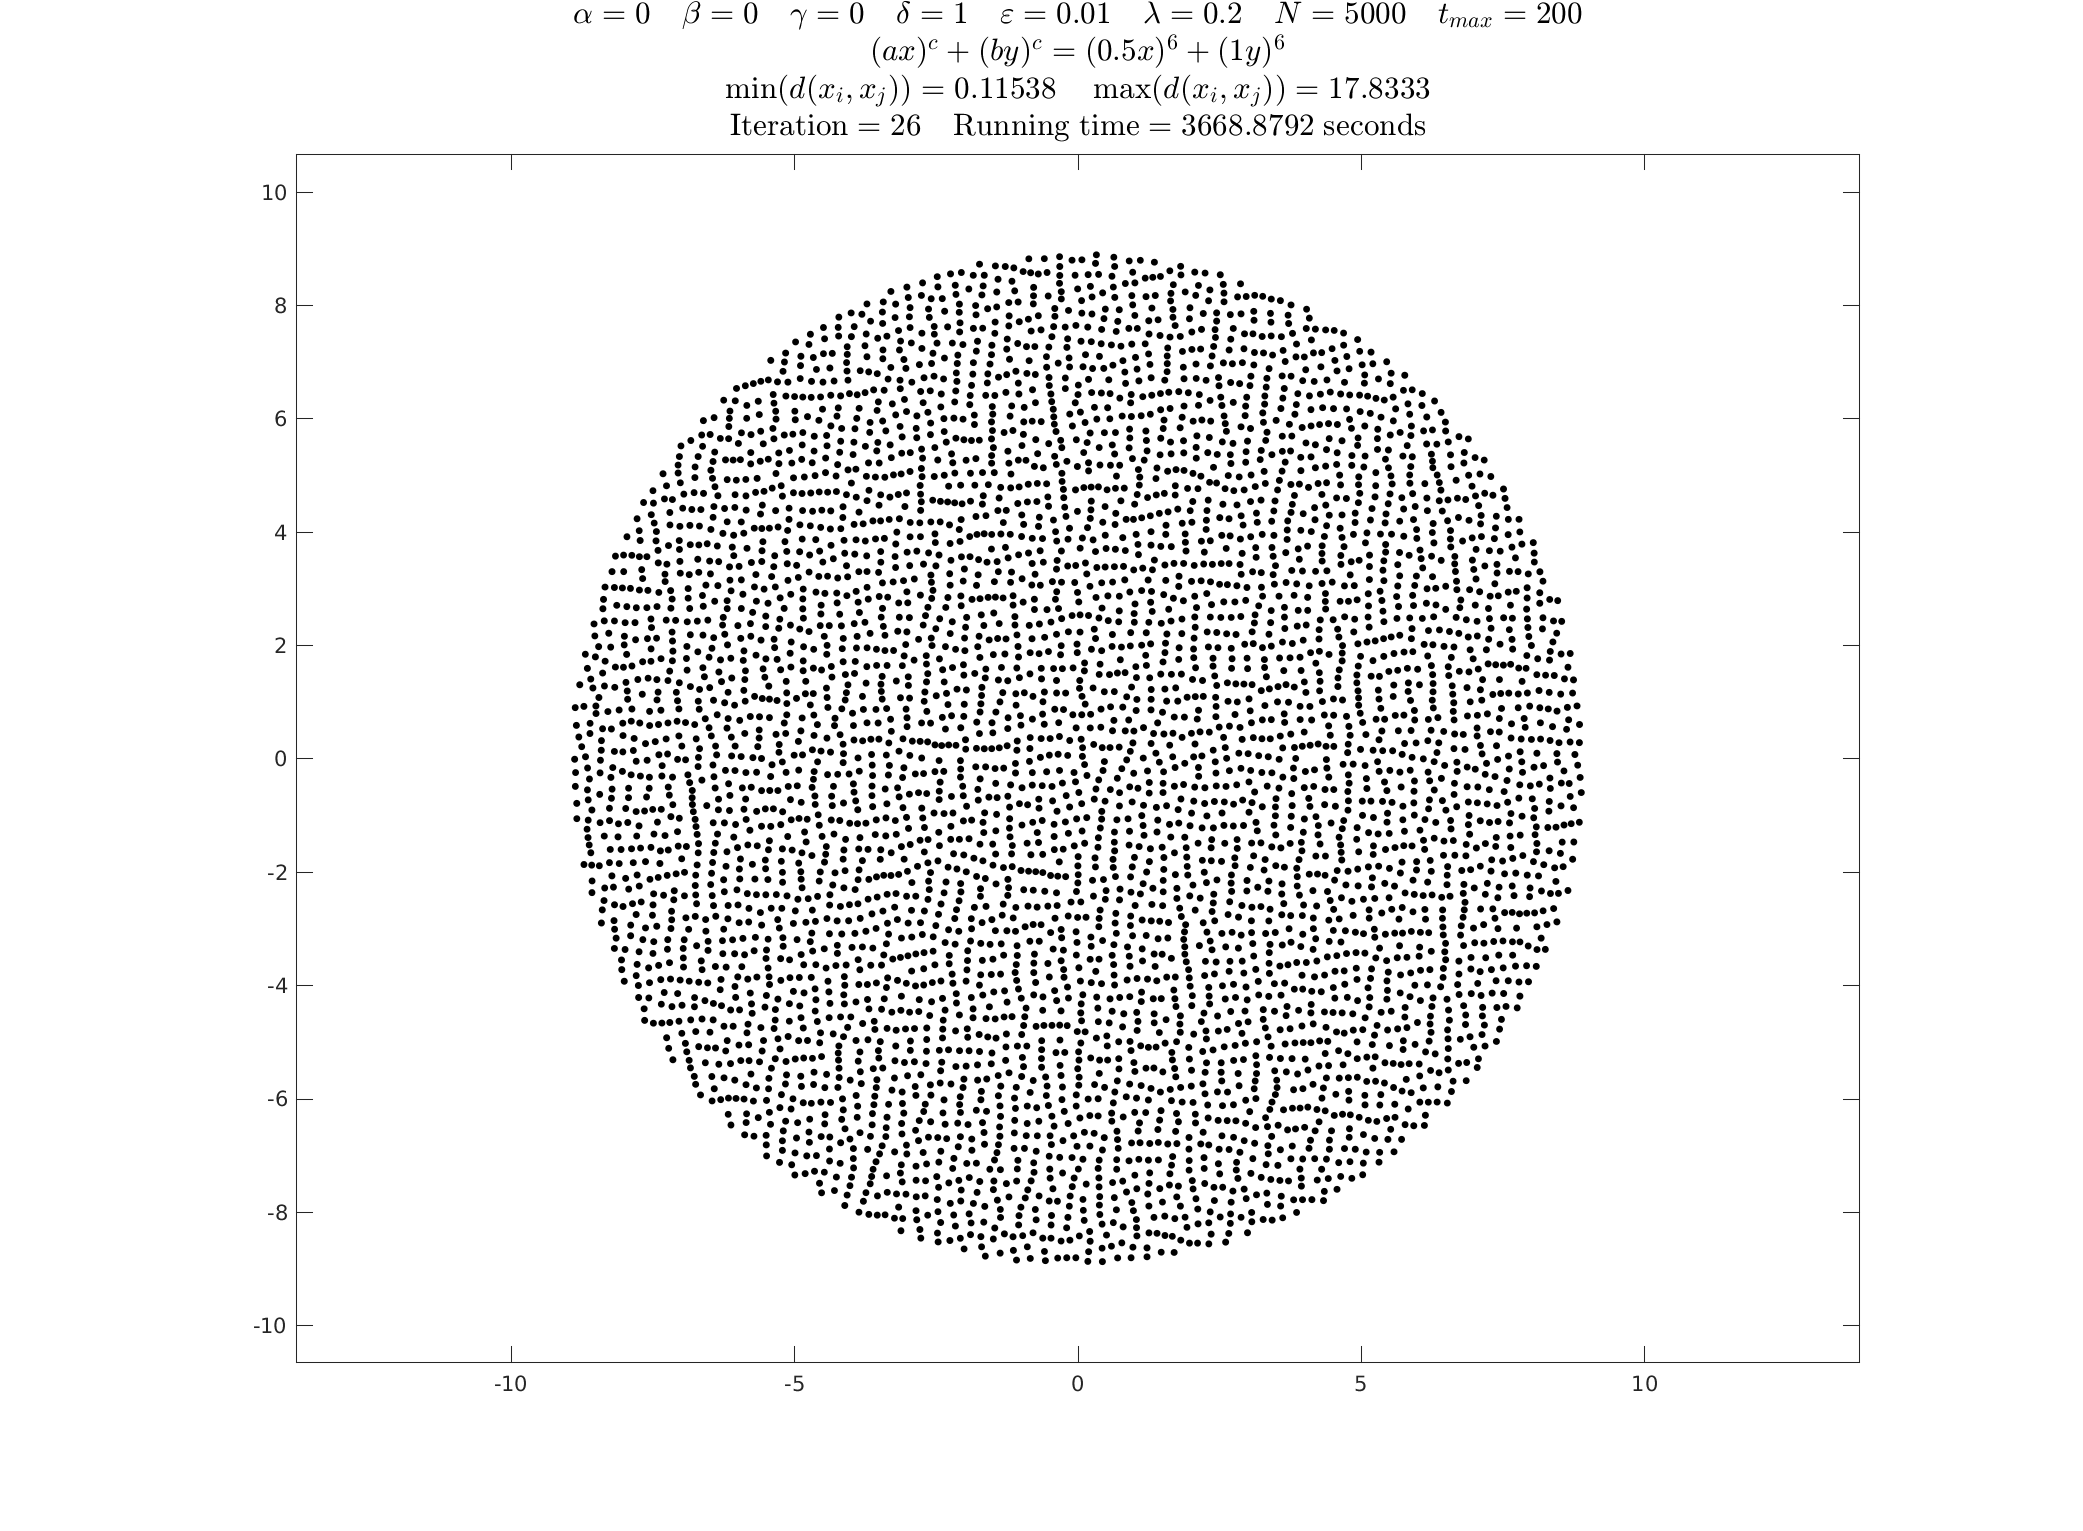 α = 0 β = 0 γ = 0 δ = 1 ε = 0.01 λ = 0.2 N = 5000 t_{max} = 200
(ax)^c + (by)^c = (0.5x)^6 + (1y)^6
min(d(x_i, x_j)) = 0.11538 max(d(x_i, x_j)) = 17.8333
Iteration = 26 Running time = 3668.8792 seconds
10
8
6
4
2
0
-2
-4
-6
-8
-10
-10 -5 0 5 10